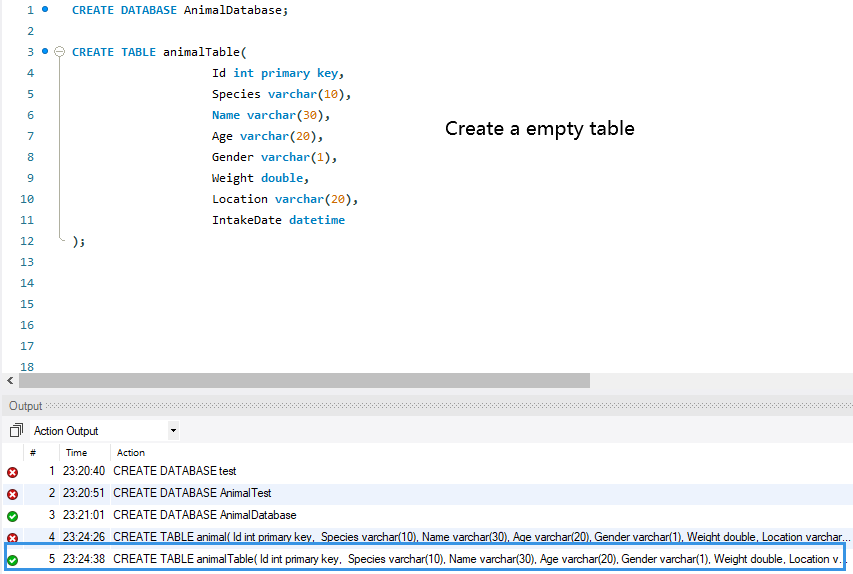 1 CREATE DATABASE AnimalDatabase;
2
3 CREATE TABLE animalTable(
4 Id int primary key,
5 Species varchar(10),
6 Name varchar(30),
7 Age varchar(20),
8 Gender varchar(1),
9 Weight double,
10 Location varchar(20),
11 IntakeDate datetime
12 );
13
14
15
16
17
18
Create a empty table
Output
Action Output
# Time Action
1 23:20:40 CREATE DATABASE test
2 23:20:51 CREATE DATABASE AnimalTest
3 23:21:01 CREATE DATABASE AnimalDatabase
4 23:24:26 CREATE TABLE animal( Id int primary key, Species varchar(10), Name varchar(30), Age varchar(20), Gender varchar(1), Weight double, Location varchar...
5 23:24:38 CREATE TABLE animalTable( Id int primary key, Species varchar(10), Name varchar(30), Age varchar(20), Gender varchar(1), Weight double, Location v...